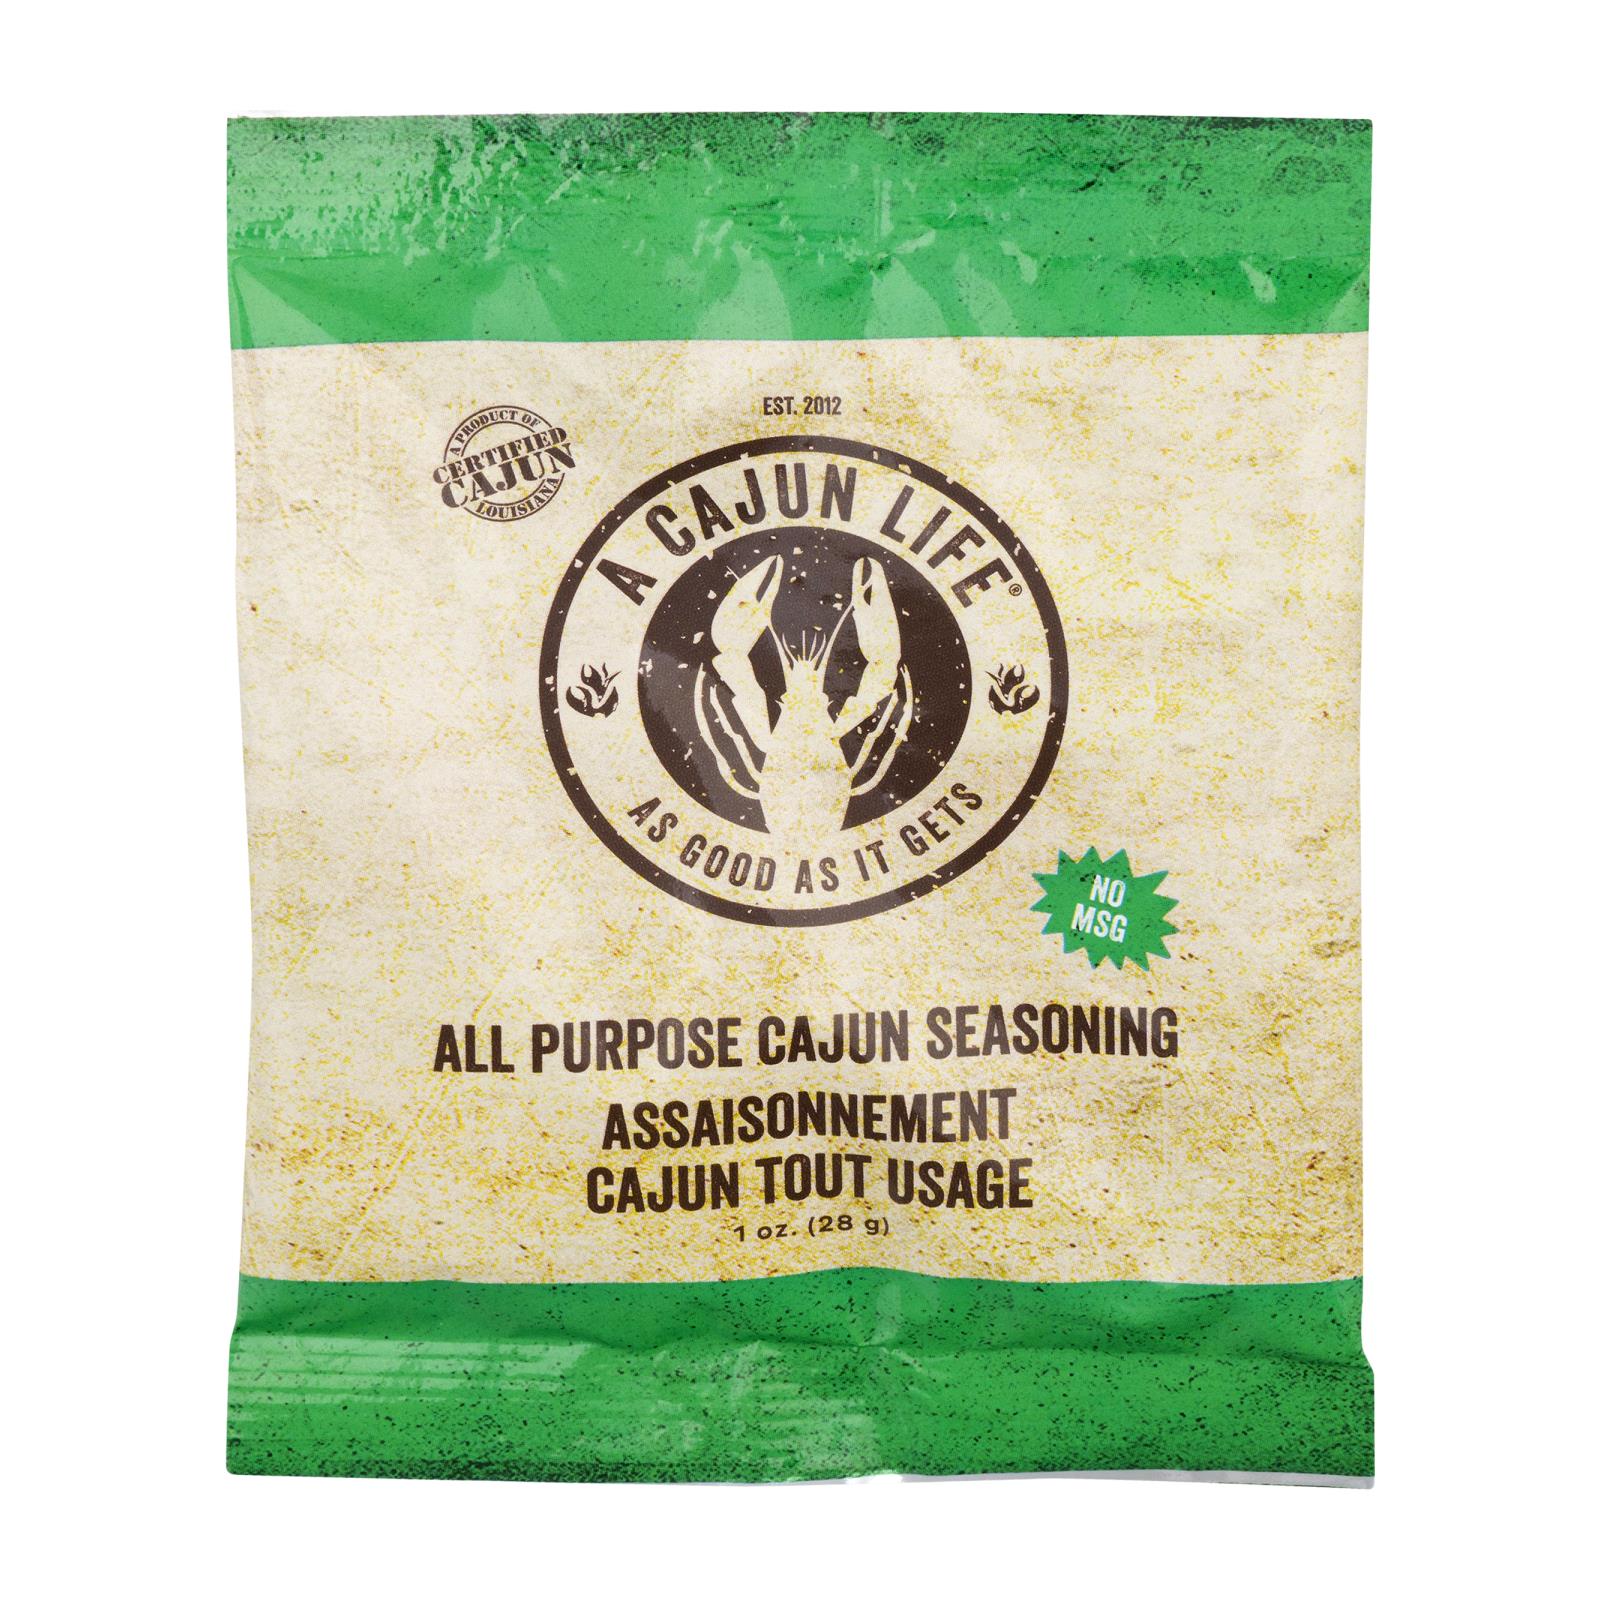 EST. 2012
A PRODUCT OF
CERTIFIED
CAJUN
LOUISIANA
A CAJUN LIFE®
AS GOOD AS IT GETS
NO
MSG
ALL PURPOSE CAJUN SEASONING
ASSAISONNEMENT
CAJUN TOUT USAGE
1 oz. (28 g)